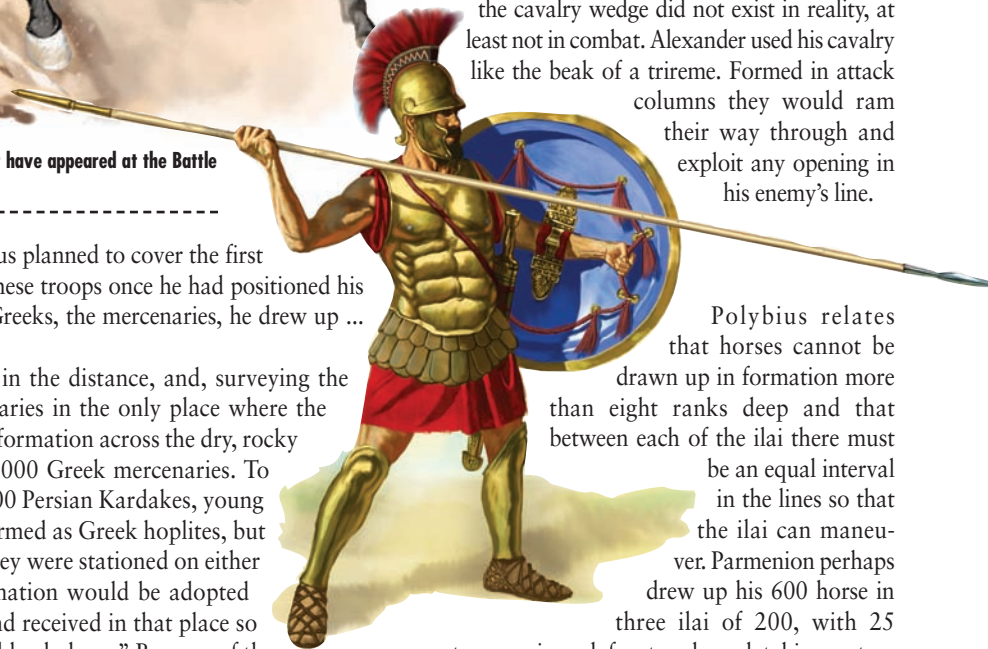 have appeared at the Battle
us planned to cover the first
hese troops once he had positioned his
Greeks, the mercenaries, he drew up ...
in the distance, and, surveying the
aries in the only place where the
formation across the dry, rocky
000 Greek mercenaries. To
00 Persian Kardakes, young
rmed as Greek hoplites, but
ey were stationed on either
nation would be adopted
nd received in that place so
the cavalry wedge did not exist in reality, at
least not in combat. Alexander used his cavalry
like the beak of a trireme. Formed in attack
columns they would ram
their way through and
exploit any opening in
his enemy's line.
Polybius relates
that horses cannot be
drawn up in formation more
than eight ranks deep and that
between each of the ilai there must
be an equal interval
in the lines so that
the ilai can maneu-
ver. Parmenion perhaps
drew up his 600 horse in
three ilai of 200, with 25